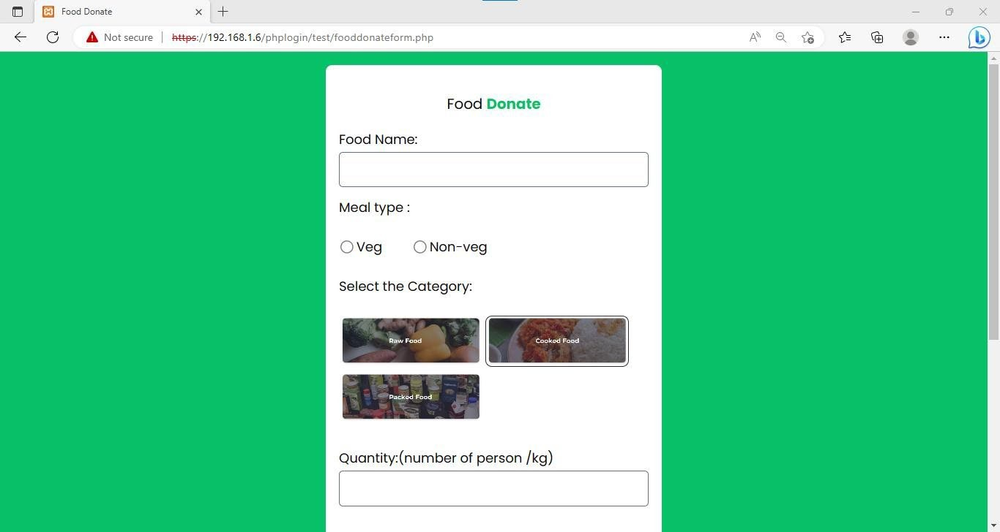 Food Donate
Not secure https://192.168.1.6/phplogin/test/fooddonateform.php
Food Donate
Food Name:
Meal type :
Veg Non-veg
Select the Category:
Raw Food Cooked Food
Packed Food
Quantity:(number of person /kg)